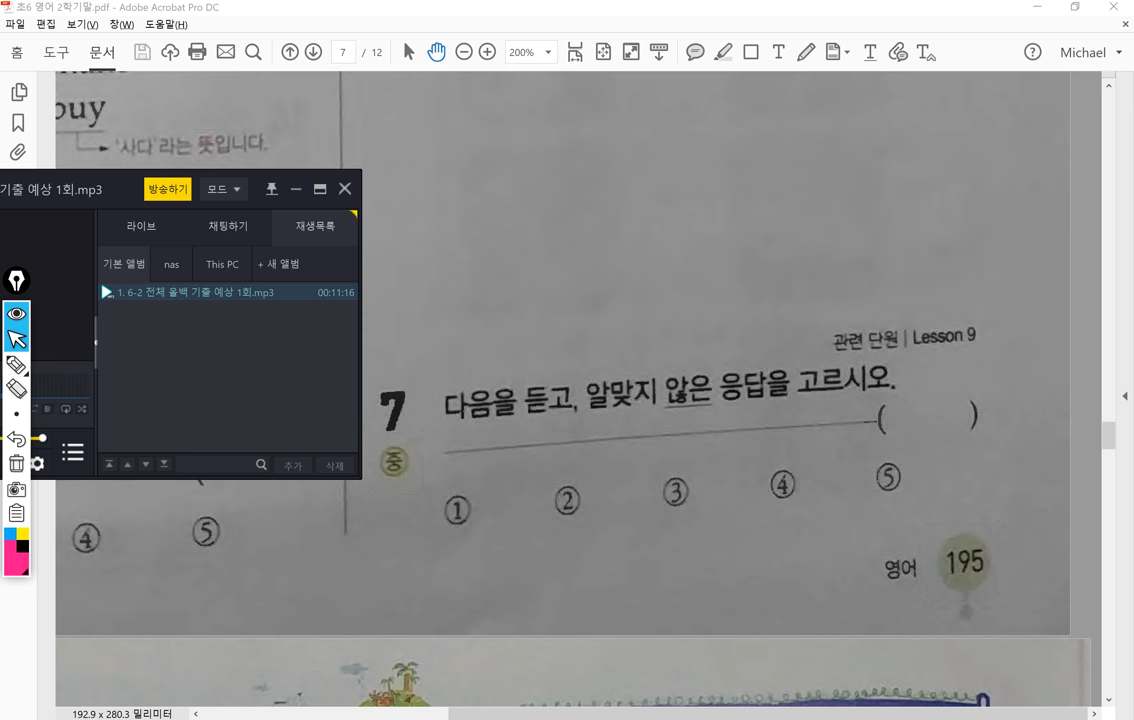 초6 영어 2학기말.pdf - Adobe Acrobat Pro DC
파일 편집 보기(V) 창(W) 도움말(H)
홈 도구 문서 7 / 12 200% Michael
buy
'사다'라는 뜻입니다.
기출 예상 1회.mp3 방송하기 모드
라이브 채팅하기 재생목록
기본 앨범 nas This PC + 새 앨범
1. 6-2 전체 올백 기출 예상 1회.mp3 00:11:16
추가 삭제
④ ⑤
관련 단원 | Lesson 9
7 다음을 듣고, 알맞지 않은 응답을 고르시오.
( )
중
① ② ③ ④ ⑤
영어 195
192.9 x 280.3 밀리미터